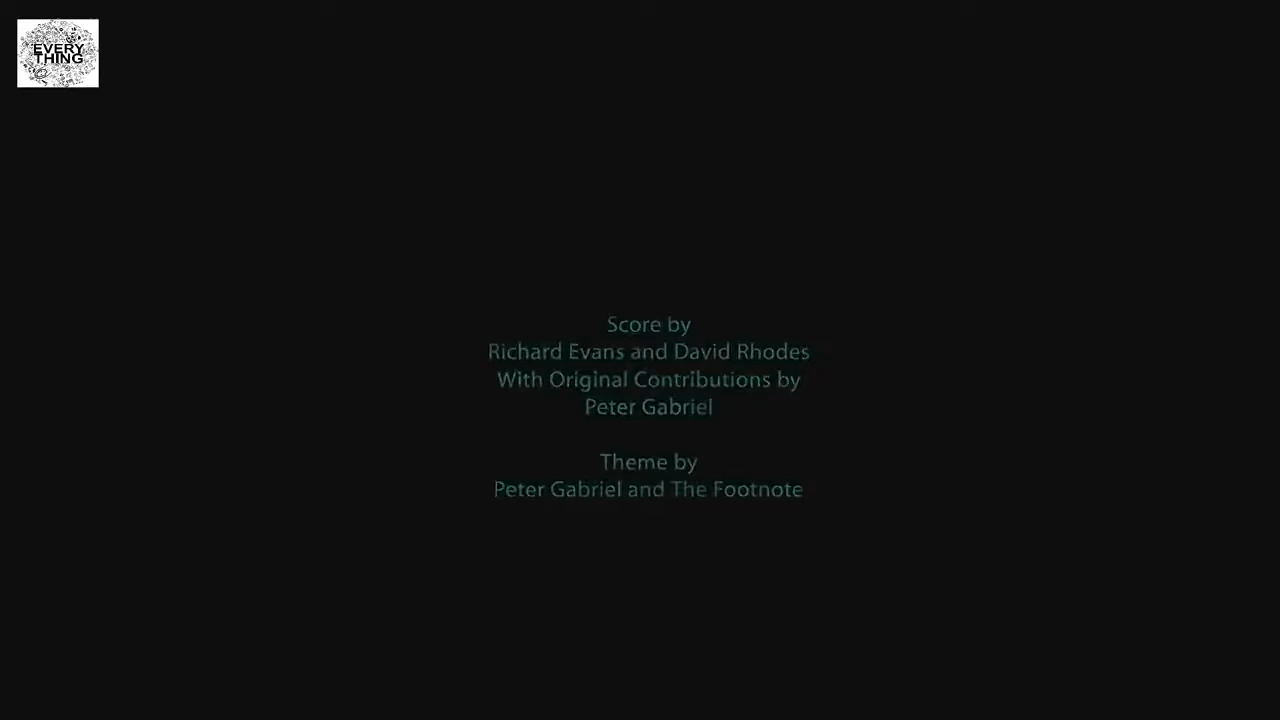 EVERY
THING
Score by
Richard Evans and David Rhodes
With Original Contributions by
Peter Gabriel
Theme by
Peter Gabriel and The Footnote